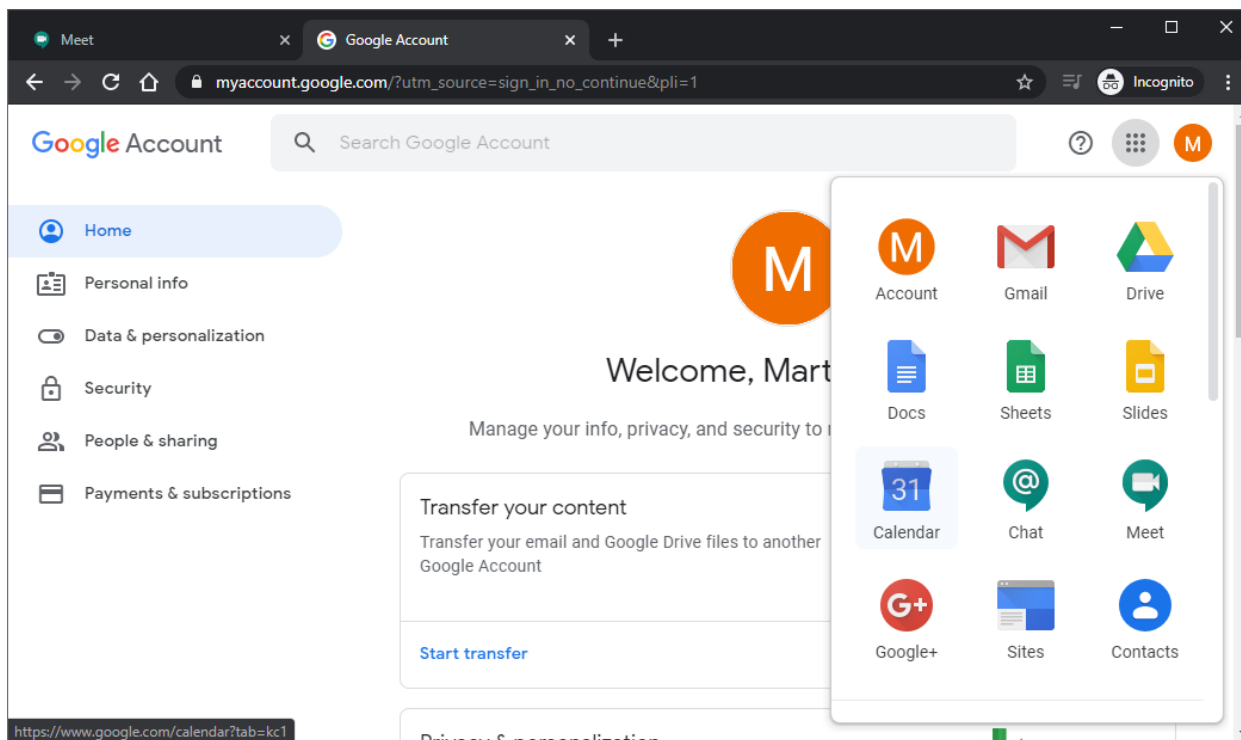 Meet
Google Account
myaccount.google.com/?utm_source=sign_in_no_continue&pli=1
Incognito
Google Account
Search Google Account
M
Home
Personal info
Data & personalization
Security
People & sharing
Payments & subscriptions
M
Welcome, Mart
Manage your info, privacy, and security to
Transfer your content
Transfer your email and Google Drive files to another
Google Account
Start transfer
Privacy & personalization
M
Account
Gmail
Drive
Docs
Sheets
Slides
31
Calendar
Chat
Meet
G+
Google+
Sites
Contacts
https://www.google.com/calendar?tab=kc1